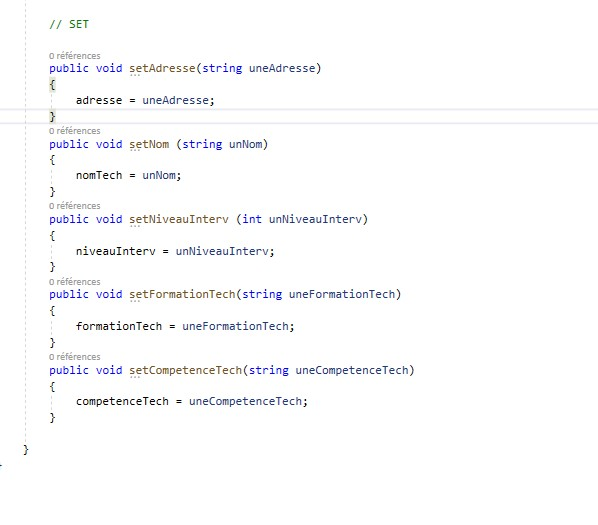 // SET
0 références
public void setAdresse(string uneAdresse)
{
adresse = uneAdresse;
}
0 références
public void setNom (string unNom)
{
nomTech = unNom;
}
0 références
public void setNiveauInterv (int unNiveauInterv)
{
niveauInterv = unNiveauInterv;
}
0 références
public void setFormationTech(string uneFormationTech)
{
formationTech = uneFormationTech;
}
0 références
public void setCompetenceTech(string uneCompetenceTech)
{
competenceTech = uneCompetenceTech;
}
}